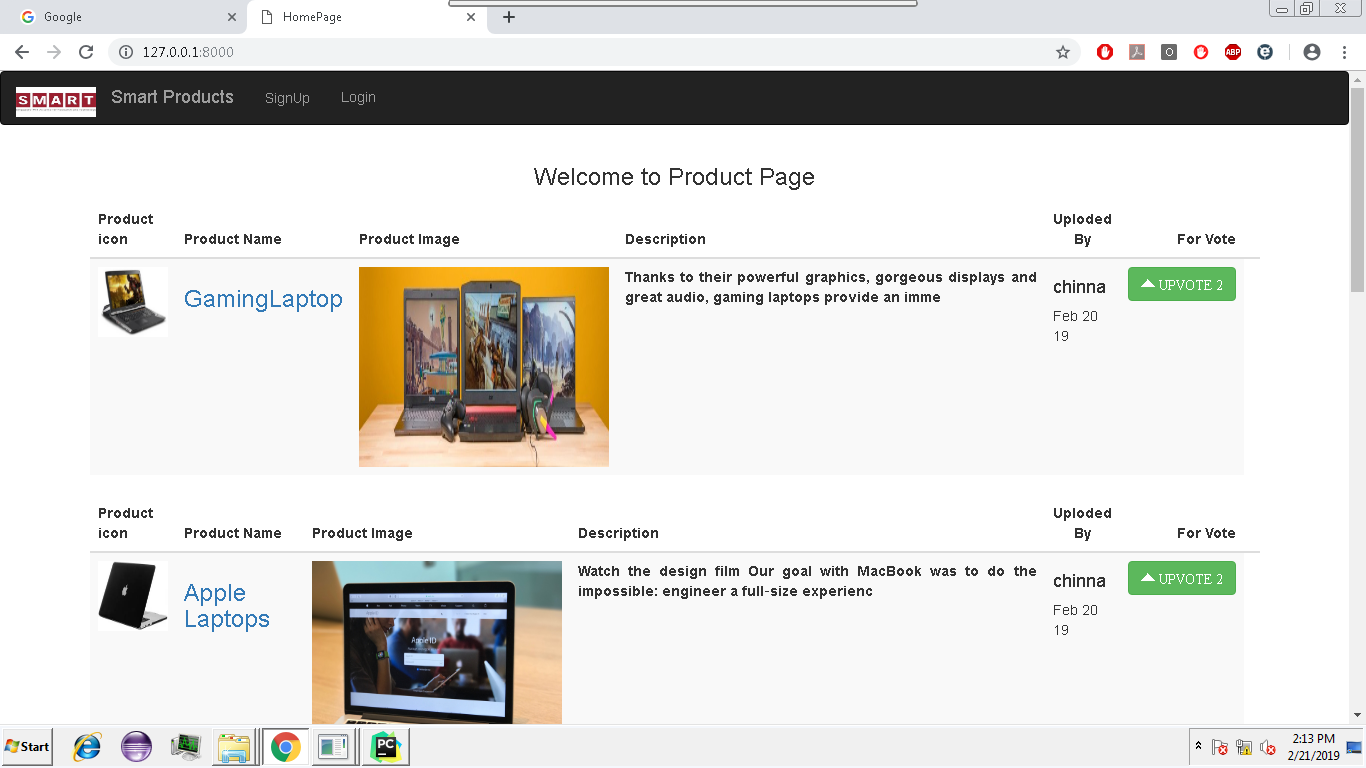 Google
HomePage
127.0.0.1:8000
ABP
SMART
Smart Products
SignUp
Login
Welcome to Product Page
Product icon
Product Name
Product Image
Description
Uploded By
For Vote
GamingLaptop
Thanks to their powerful graphics, gorgeous displays and
great audio, gaming laptops provide an imme
chinna
Feb 20
19
UPVOTE 2
Product icon
Product Name
Product Image
Description
Uploded By
For Vote
Apple
Laptops
Apple ID
Watch the design film Our goal with MacBook was to do the
impossible: engineer a full-size experienc
chinna
Feb 20
19
UPVOTE 2
Start
PC
2:13 PM
2/21/2019